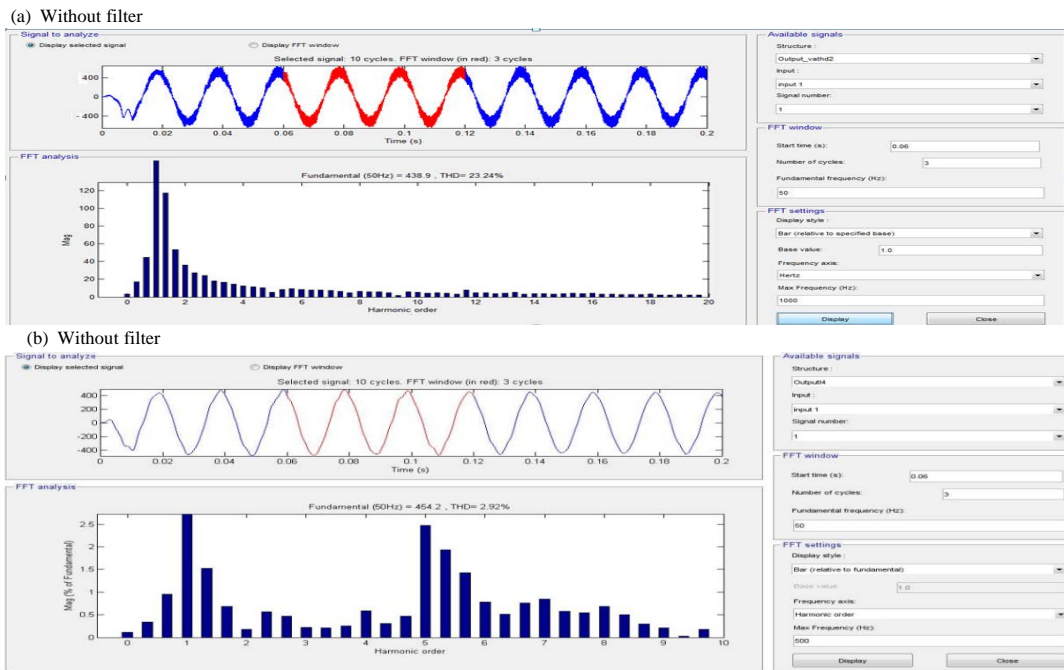 (a) Without filter
Signal to analyze
Display selected signal
Display FFT window
Selected signal: 10 cycles. FFT window (in red): 3 cycles
400
0
-400
0 0.02 0.04 0.06 0.08 0.1 0.12 0.14 0.16 0.18 0.2
Time (s)
FFT analysis
Fundamental (50Hz) = 438.9 , THD= 23.24%
120
100
80
60
40
20
0
Mag
0 2 4 6 8 10 12 14 16 18 20
Harmonic order
Available signals
Structure :
Output_vathd2
Input :
input 1
Signal number:
1
FFT window
Start time (s): 0.06
Number of cycles: 3
Fundamental frequency (Hz):
50
FFT settings
Display style :
Bar (relative to specified base)
Base value: 1.0
Frequency axis:
Hertz
Max Frequency (Hz):
1000
Display
Close
(b) Without filter
Signal to analyze
Display selected signal
Display FFT window
Selected signal: 10 cycles. FFT window (in red): 3 cycles
400
200
0
-200
-400
0 0.02 0.04 0.06 0.08 0.1 0.12 0.14 0.16 0.18 0.2
Time (s)
FFT analysis
Fundamental (50Hz) = 454.2 , THD= 2.92%
2.5
2
1.5
1
0.5
0
Mag (% of Fundamental)
0 1 2 3 4 5 6 7 8 9 10
Harmonic order
Available signals
Structure :
Input :
input 1
Signal number:
1
FFT window
Start time (s): 0.06
Number of cycles: 3
Fundamental frequency (Hz):
50
FFT settings
Display style :
Bar (relative to fundamental)
Base value: 1.0
Frequency axis:
Harmonic order
Max Frequency (Hz):
500
Display
Close